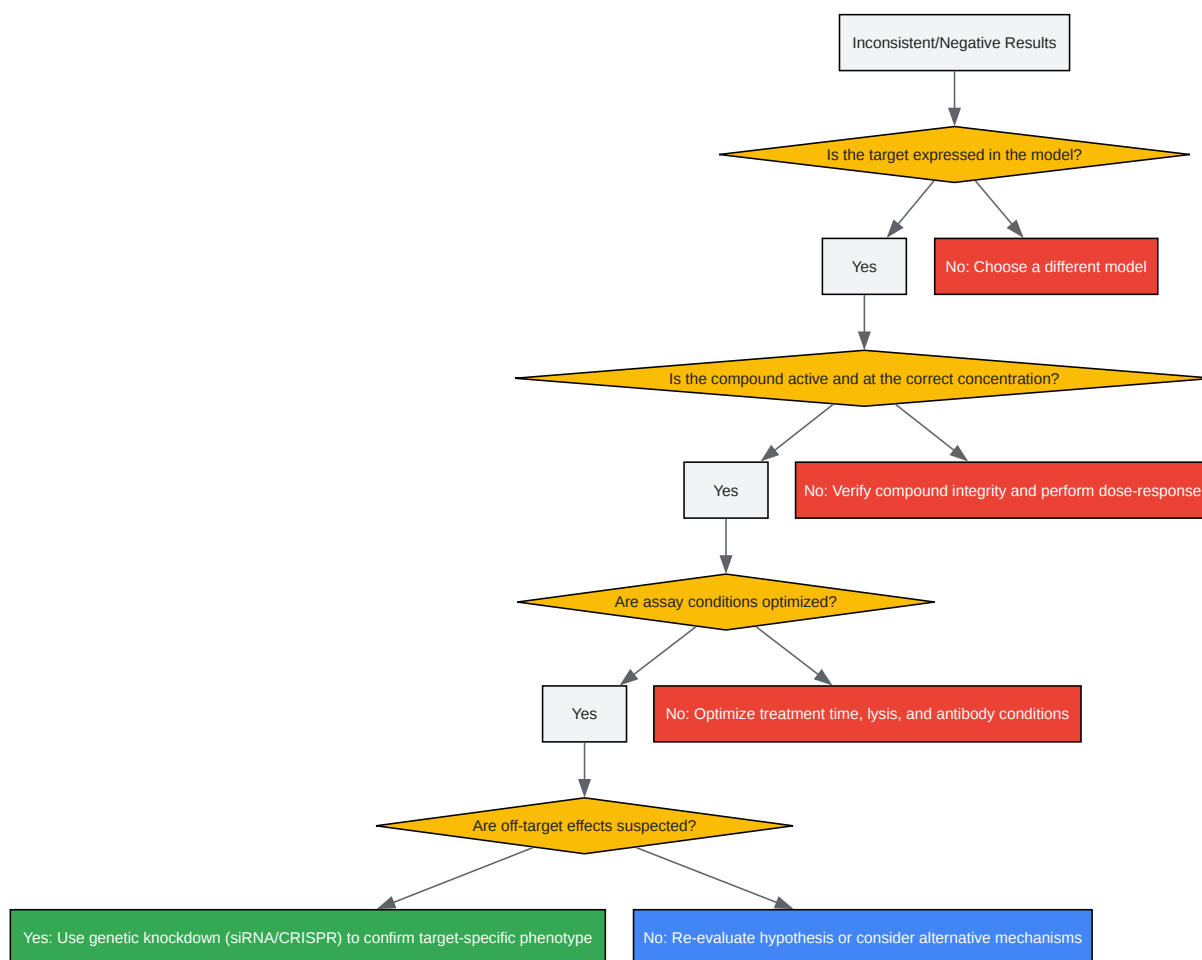 Inconsistent/Negative Results
Is the target expressed in the model?
Yes
No: Choose a different model
Is the compound active and at the correct concentration?
Yes
No: Verify compound integrity and perform dose-response
Are assay conditions optimized?
Yes
No: Optimize treatment time, lysis, and antibody conditions
Are off-target effects suspected?
Yes: Use genetic knockdown (siRNA/CRISPR) to confirm target-specific phenotype
No: Re-evaluate hypothesis or consider alternative mechanisms